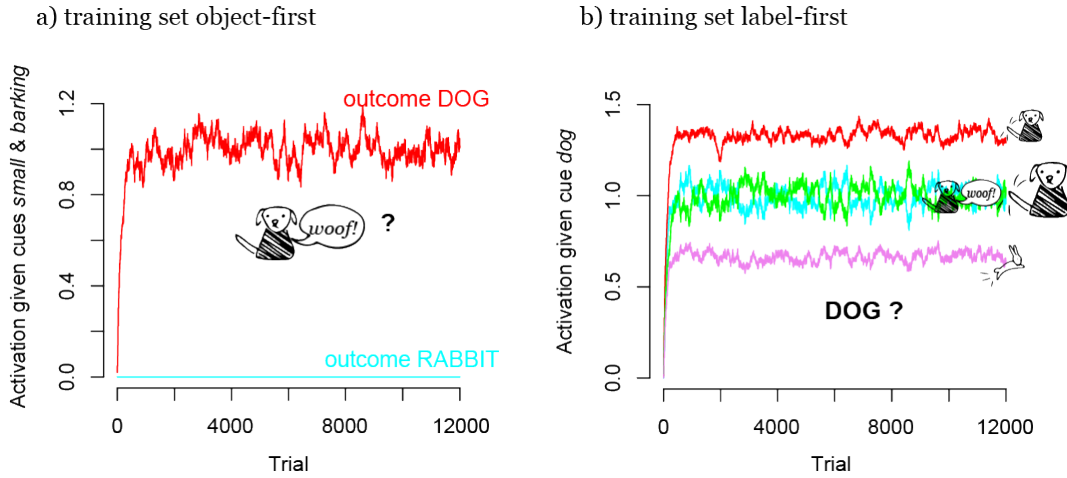 a) training set object-first
b) training set label-first
Activation given cues small & barking
0.0
0.4
0.8
1.2
outcome DOG
woof!
?
outcome RABBIT
0
4000
8000
12000
Trial
Activation given cue dog
0.0
0.5
1.0
1.5
woof!
DOG ?
0
4000
8000
12000
Trial